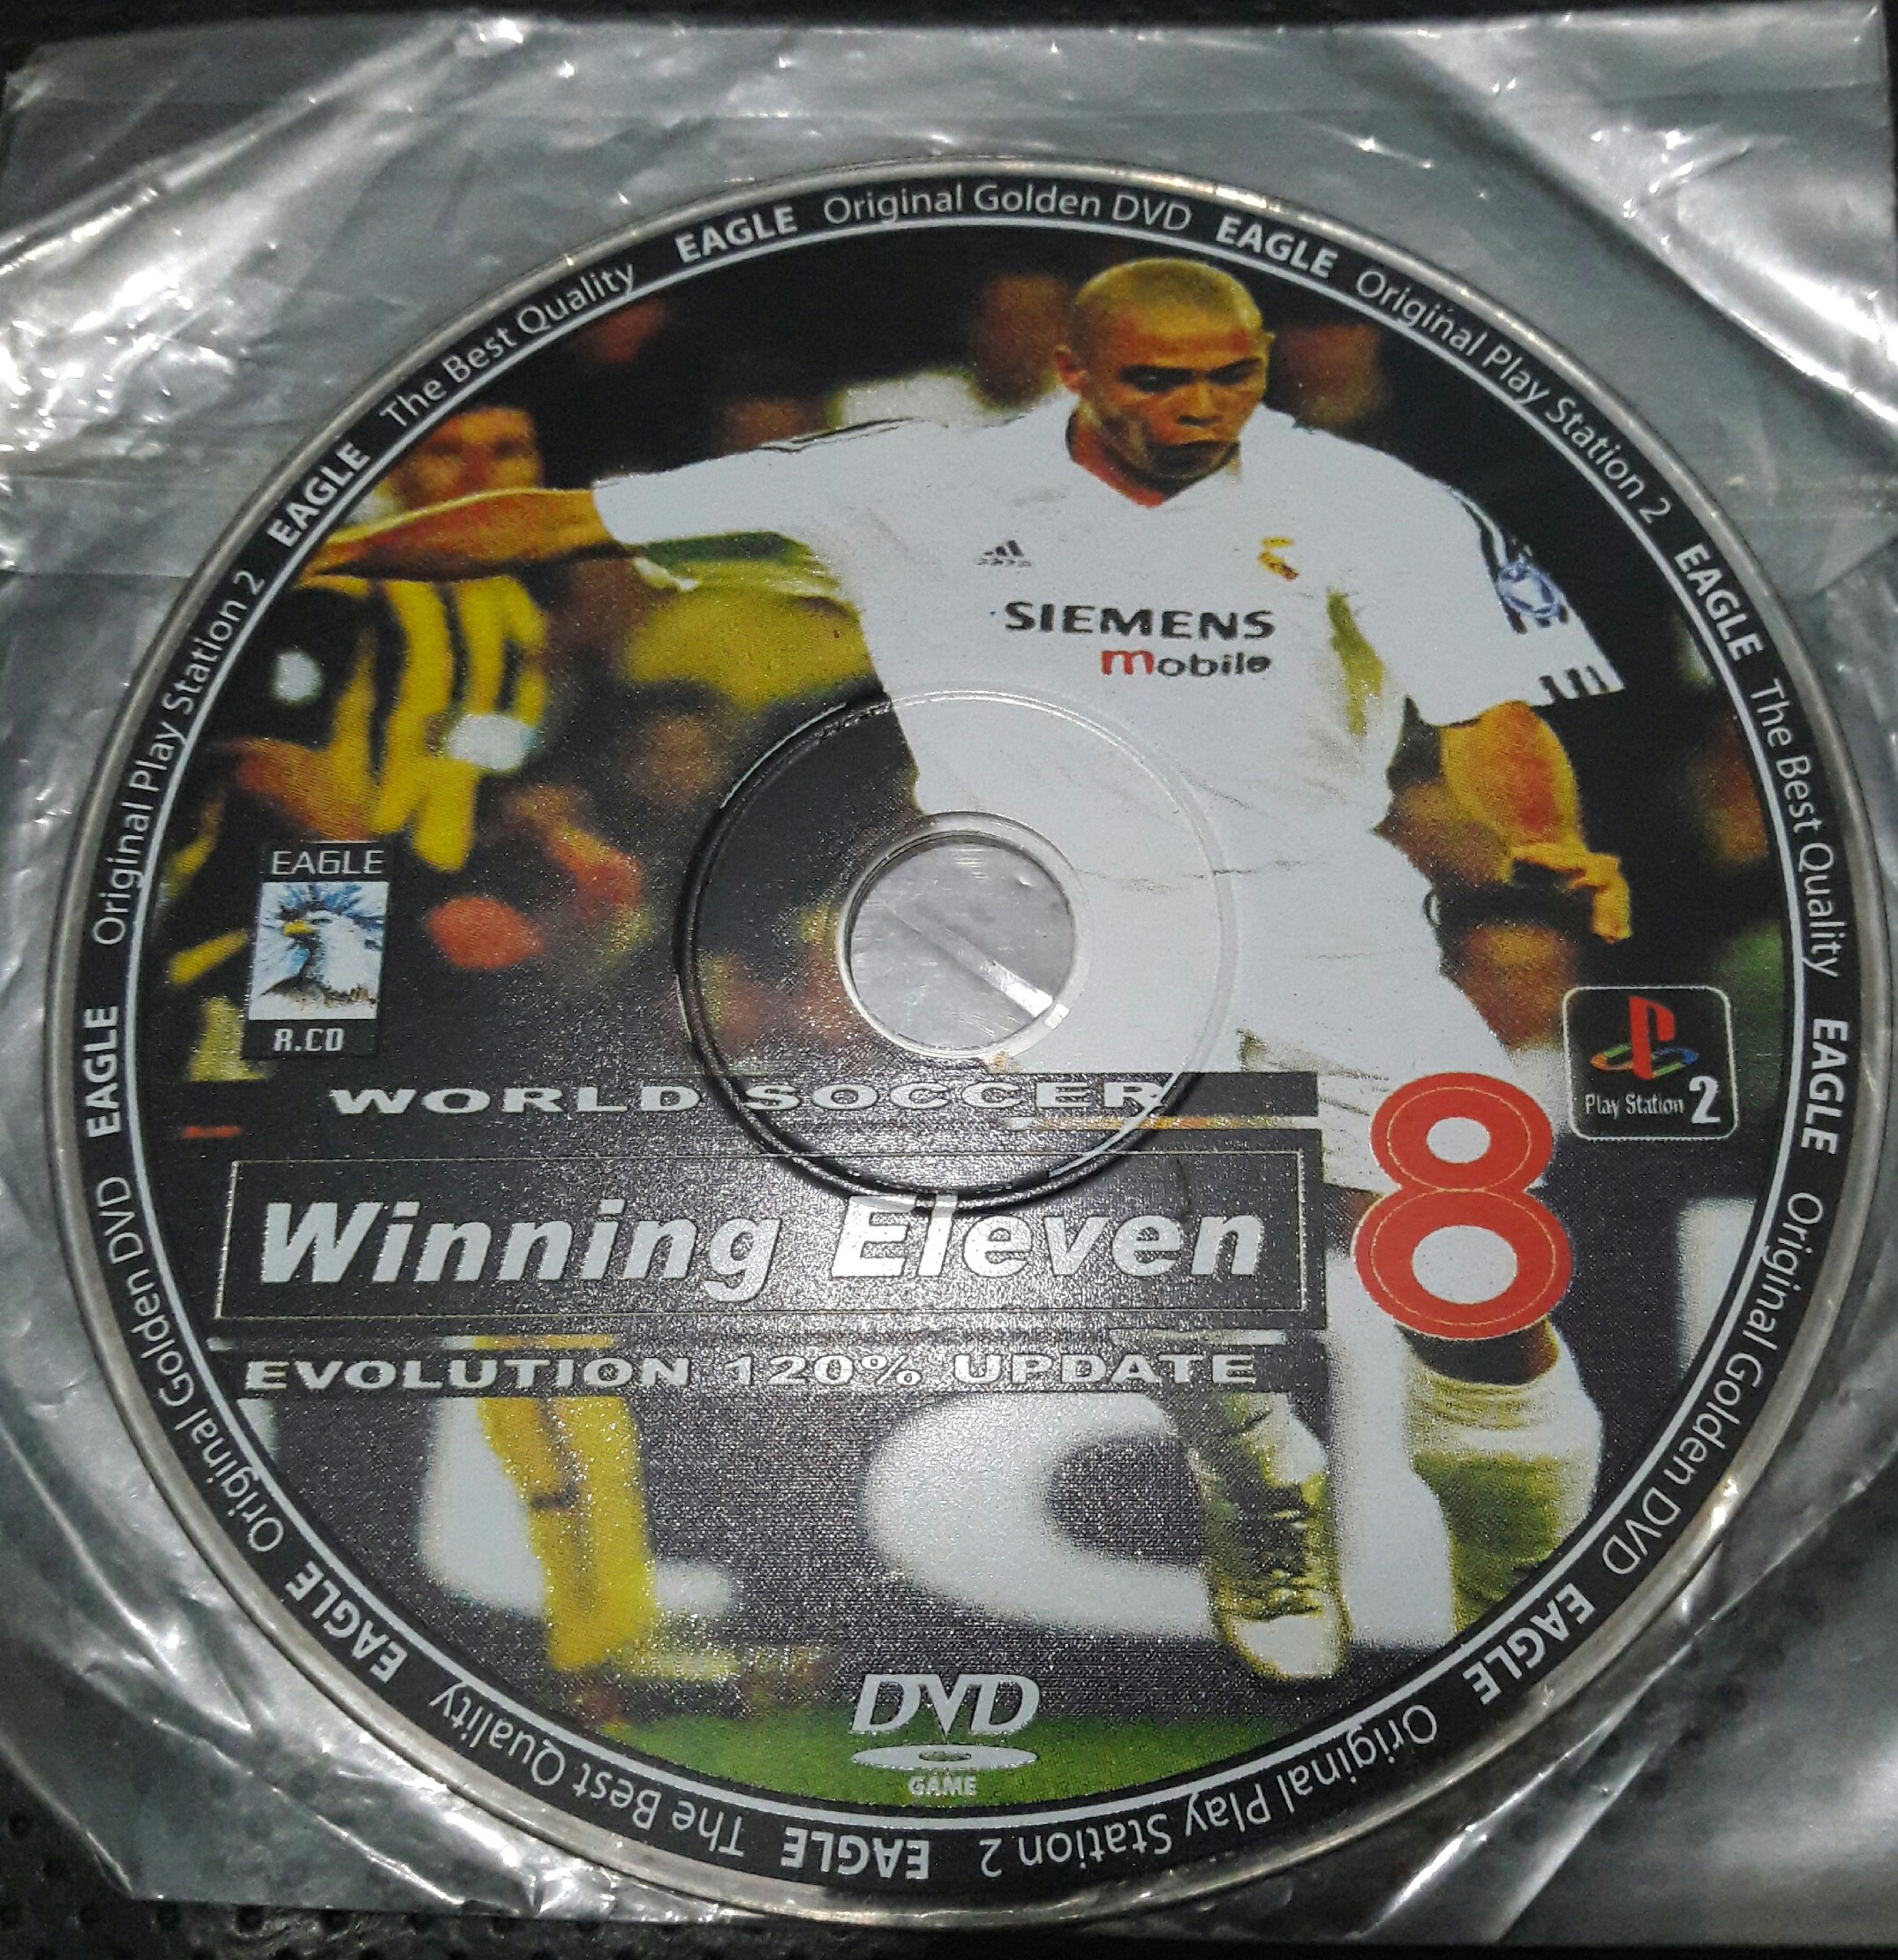 EAGLE Original Golden DVD EAGLE Original Play Station 2 EAGLE The Best Quality EAGLE Original Golden DVD EAGLE Original Play Station 2 EAGLE The Best Quality EAGLE EAGLE Original Golden DVD EAGLE Original Play Station 2 EAGLE The Best Quality
SIEMENS
mobile
EAGLE
R.CD
Play Station 2
WORLD SOCCER
Winning Eleven 8
EVOLUTION 120% UPDATE
DVD
GAME